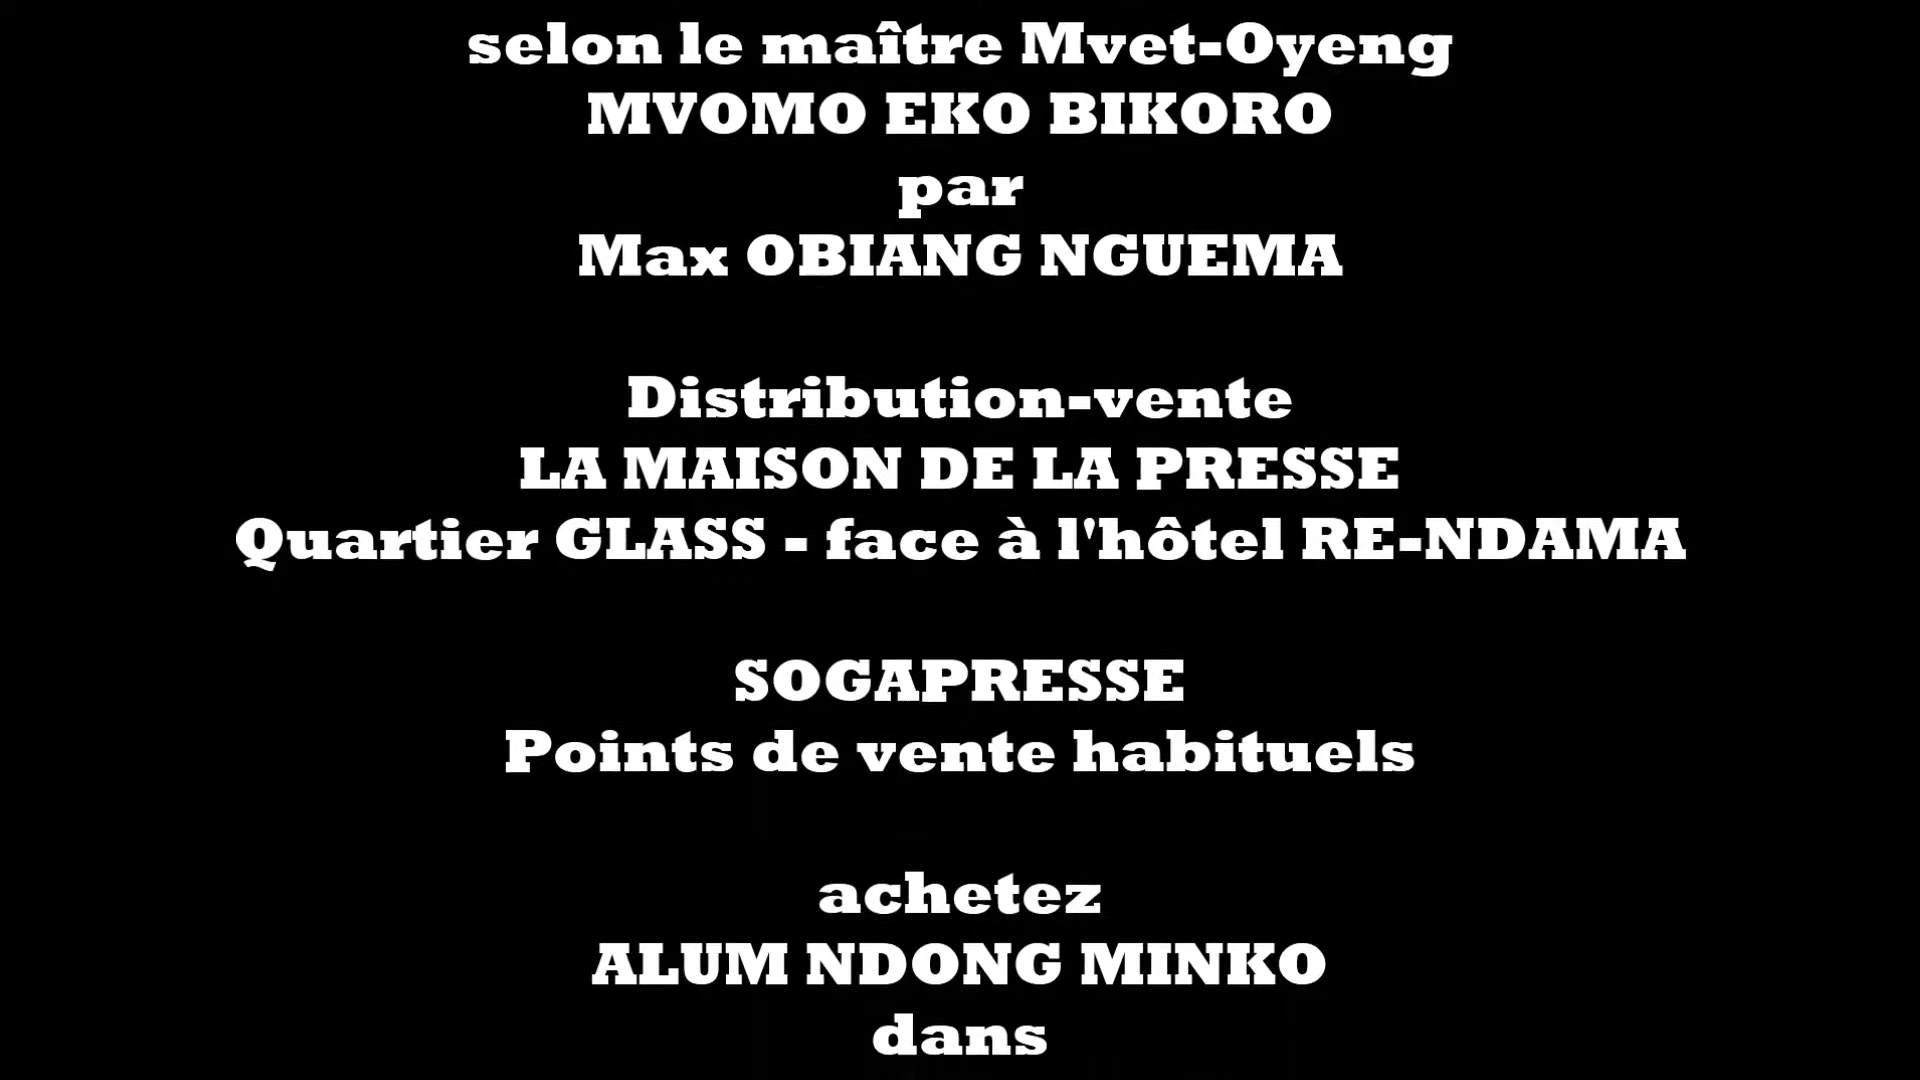 selon le maître Mvet-Oyeng
MVOMO EKO BIKORO
par
Max OBIANG NGUEMA
Distribution-vente
LA MAISON DE LA PRESSE
Quartier GLASS - face à l'hôtel RE-NDAMA
SOGAPRESSE
Points de vente habituels
achetez
ALUM NDONG MINKO
dans